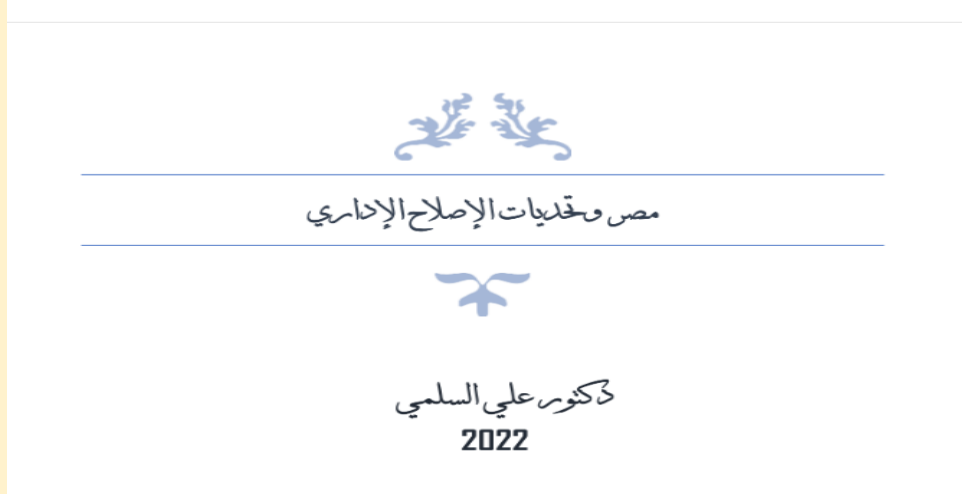 مصر وتحديات الإصلاح الإداري
دكتور علي السلمي
2022